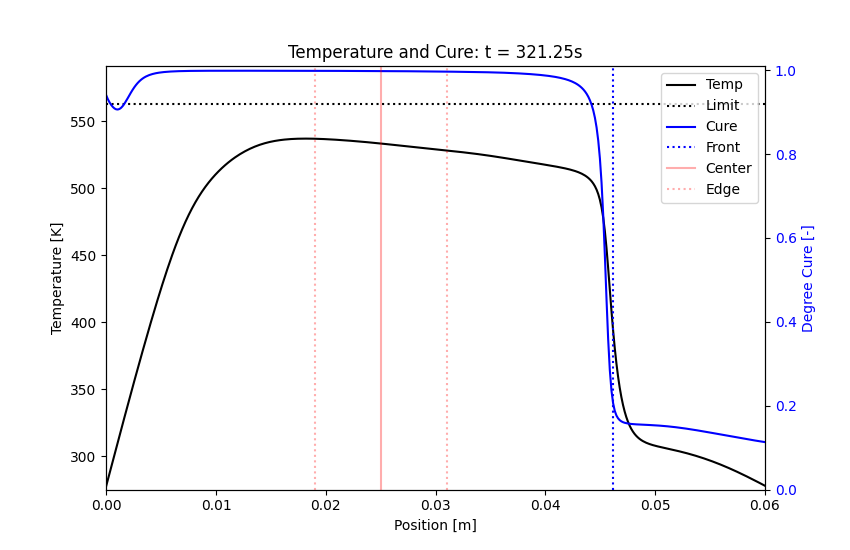 Temperature and Cure: t = 321.25s
Temperature [K]
550
500
450
400
350
300
1.0
0.8
0.6
0.4
0.2
0.0
Degree Cure [-]
Temp
Limit
Cure
Front
Center
Edge
0.00
0.01
0.02
0.03
0.04
0.05
0.06
Position [m]